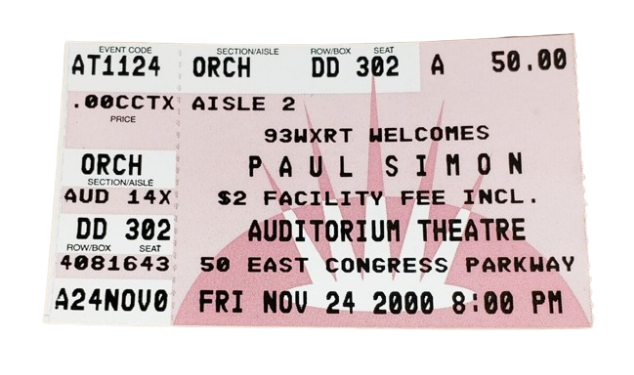 EVENT CODE SECTION/AISLE ROW/BOX SEAT
AT1124 ORCH DD 302 A 50.00
.00CCTX AISLE 2
PRICE
93WXRT WELCOMES
ORCH PAUL SIMON
SECTION/AISLE
AUD 14X $2 FACILITY FEE INCL.
DD 302 AUDITORIUM THEATRE
ROW/BOX SEAT
4081643 50 EAST CONGRESS PARKWAY
A24NOV0 FRI NOV 24 2000 8:00 PM